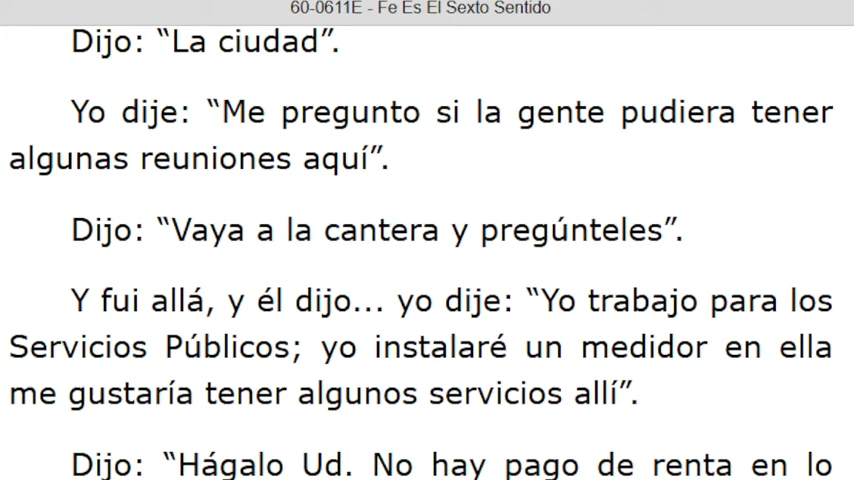 60-0611E - Fe Es El Sexto Sentido
Dijo: “La ciudad”.
Yo dije: “Me pregunto si la gente pudiera tener
algunas reuniones aquí”.
Dijo: “Vaya a la cantera y pregúnteles”.
Y fui allá, y él dijo... yo dije: “Yo trabajo para los
Servicios Públicos; yo instalaré un medidor en ella
me gustaría tener algunos servicios allí”.
Dijo: “Hágalo Ud. No hay pago de renta en lo